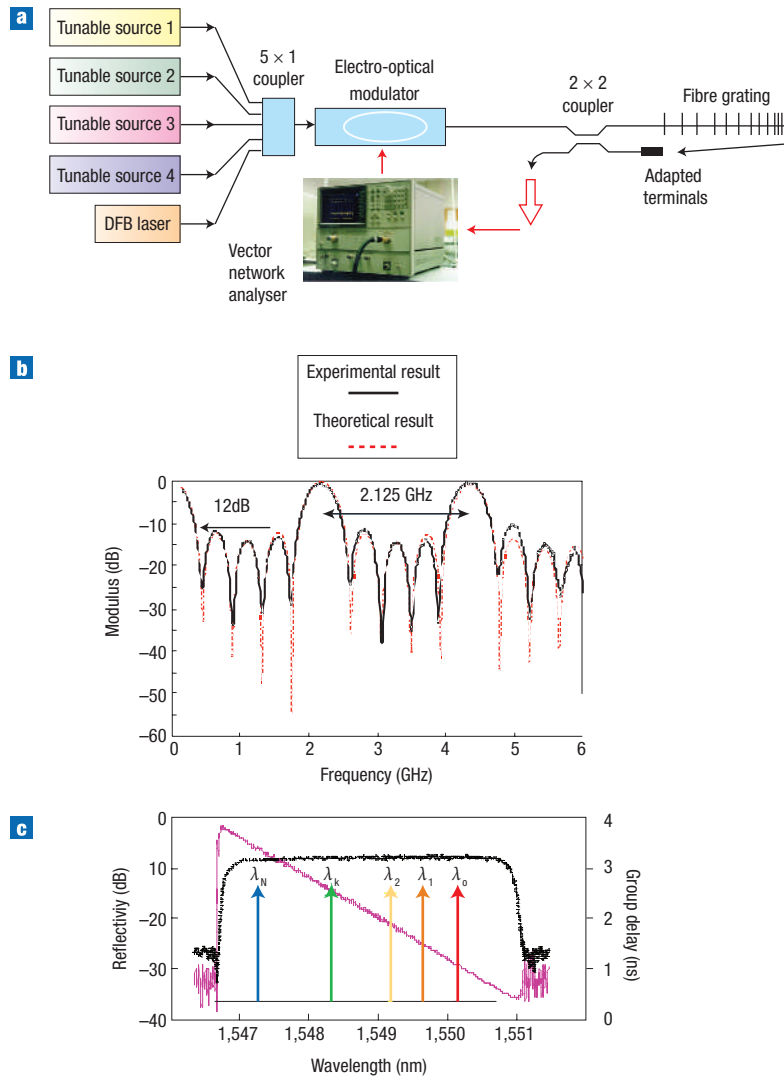 a
Tunable source 1
Tunable source 2
Tunable source 3
Tunable source 4
DFB laser
5 × 1
coupler
Electro-optical
modulator
2 × 2
coupler
Fibre grating
Adapted
terminals
Vector
network
analyser
b
Experimental result
Theoretical result
12dB
2.125 GHz
Modulus (dB)
0
–10
–20
–30
–40
–50
–60
0 1 2 3 4 5 6
Frequency (GHz)
c
Reflectiviy (dB)
0
10
–20
–30
–40
λN λk λ2 λ1 λo
4
3
2
1
0
Group delay (ns)
1,547 1,548 1,549 1,550 1,551
Wavelength (nm)